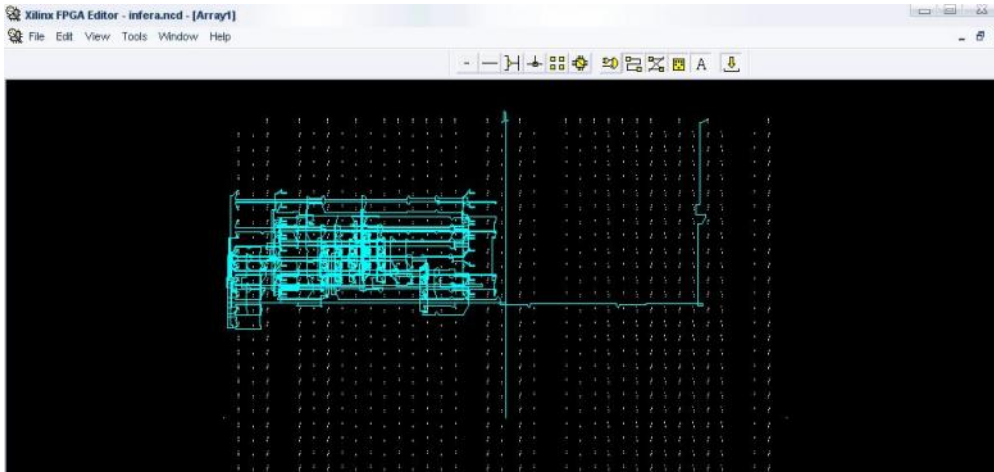 Xilinx FPGA Editor - infera.ncd - [Array1]
File Edit View Tools Window Help
A